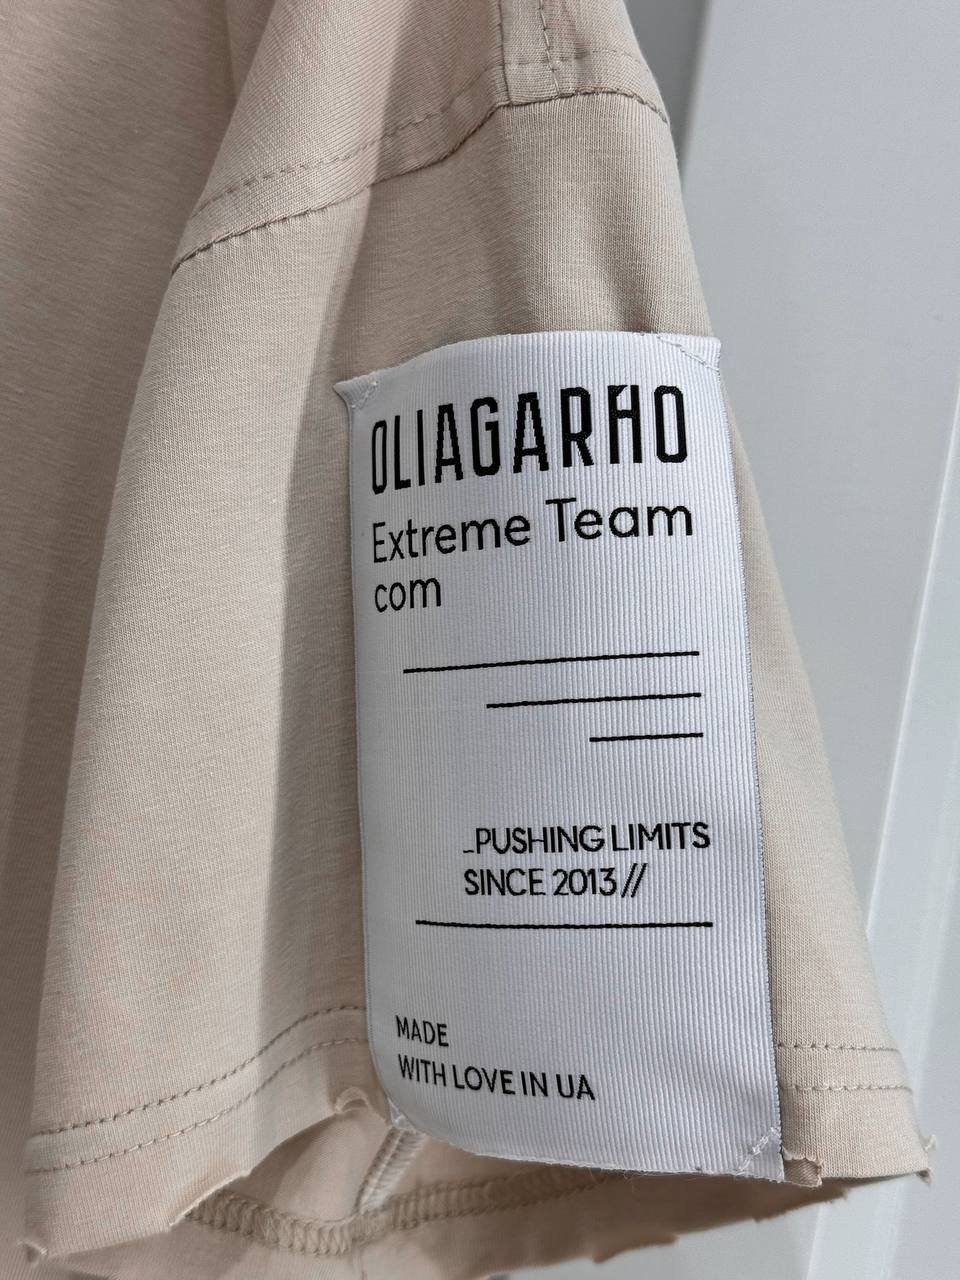 OLIAGARHO
Extreme Team
com
_PUSHING LIMITS
SINCE 2013//
MADE
WITH LOVE IN UA